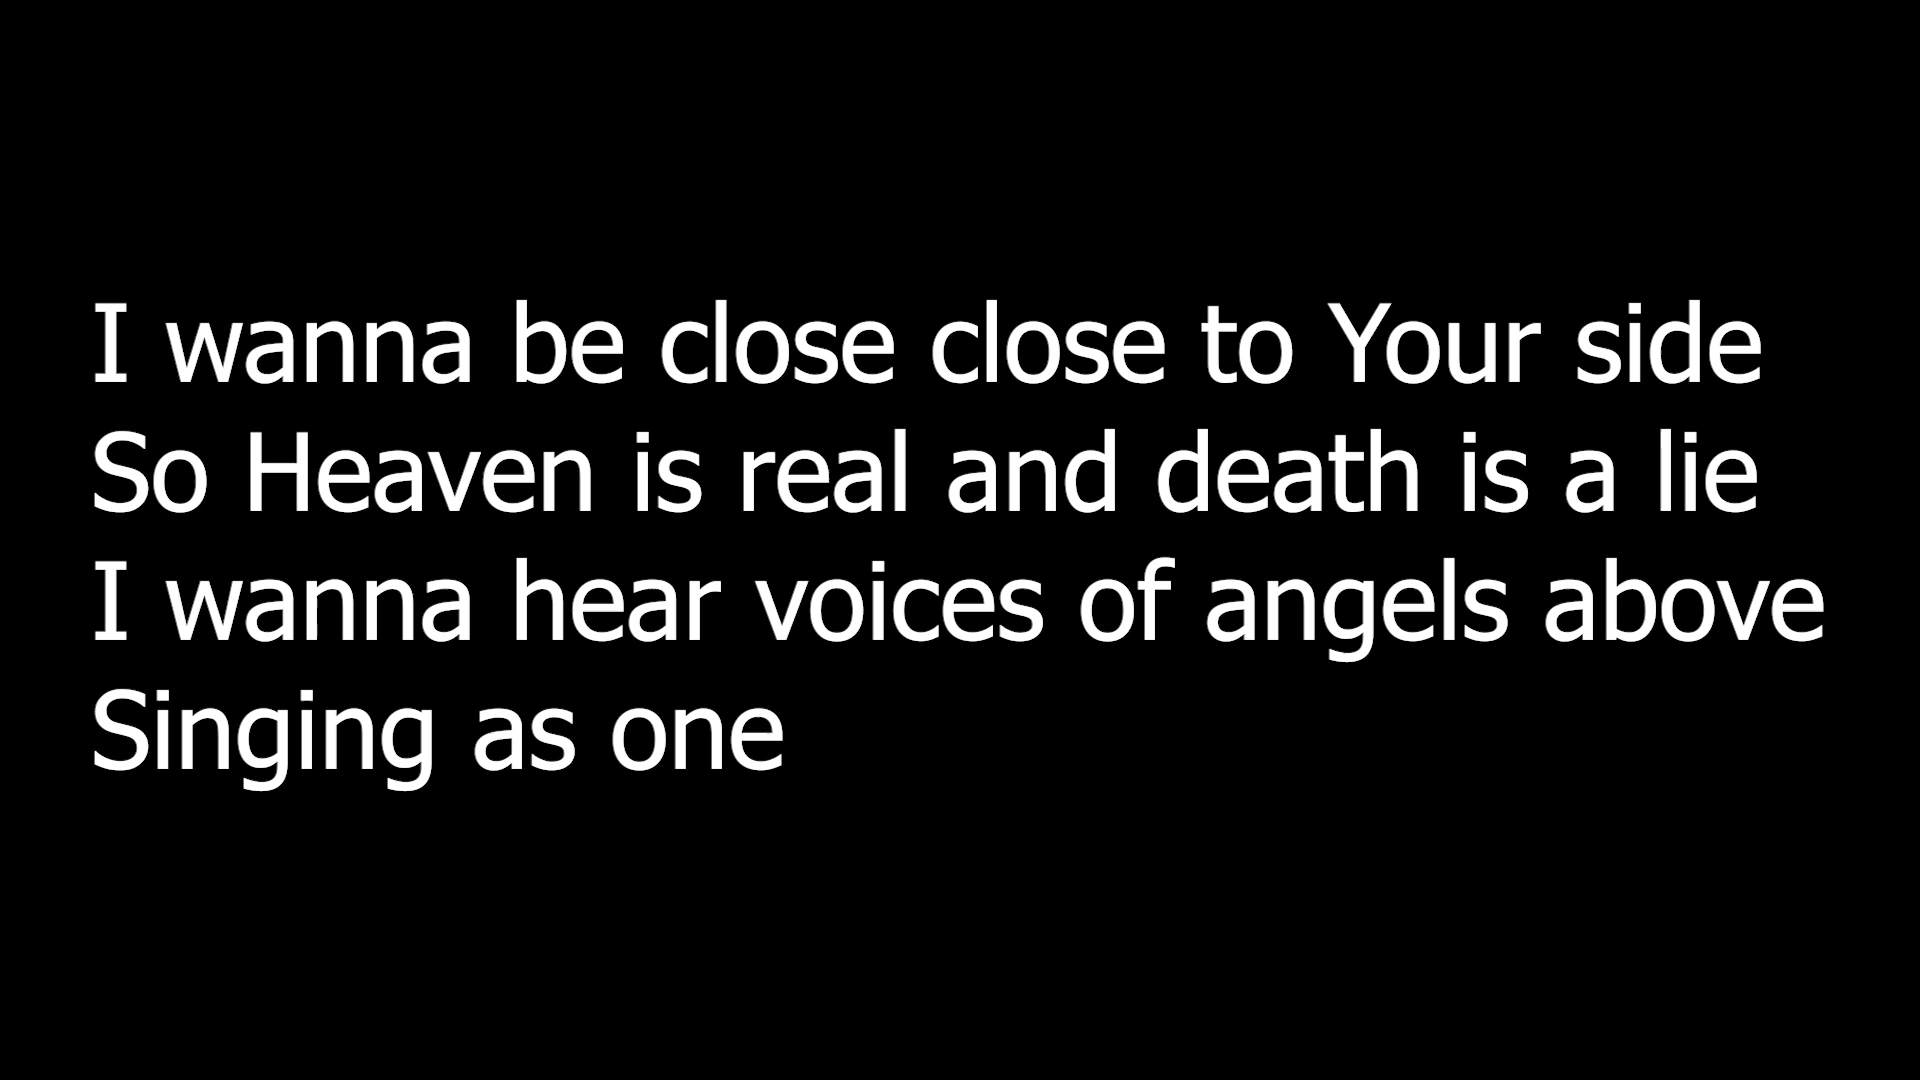 I wanna be close close to Your side
So Heaven is real and death is a lie
I wanna hear voices of angels above
Singing as one